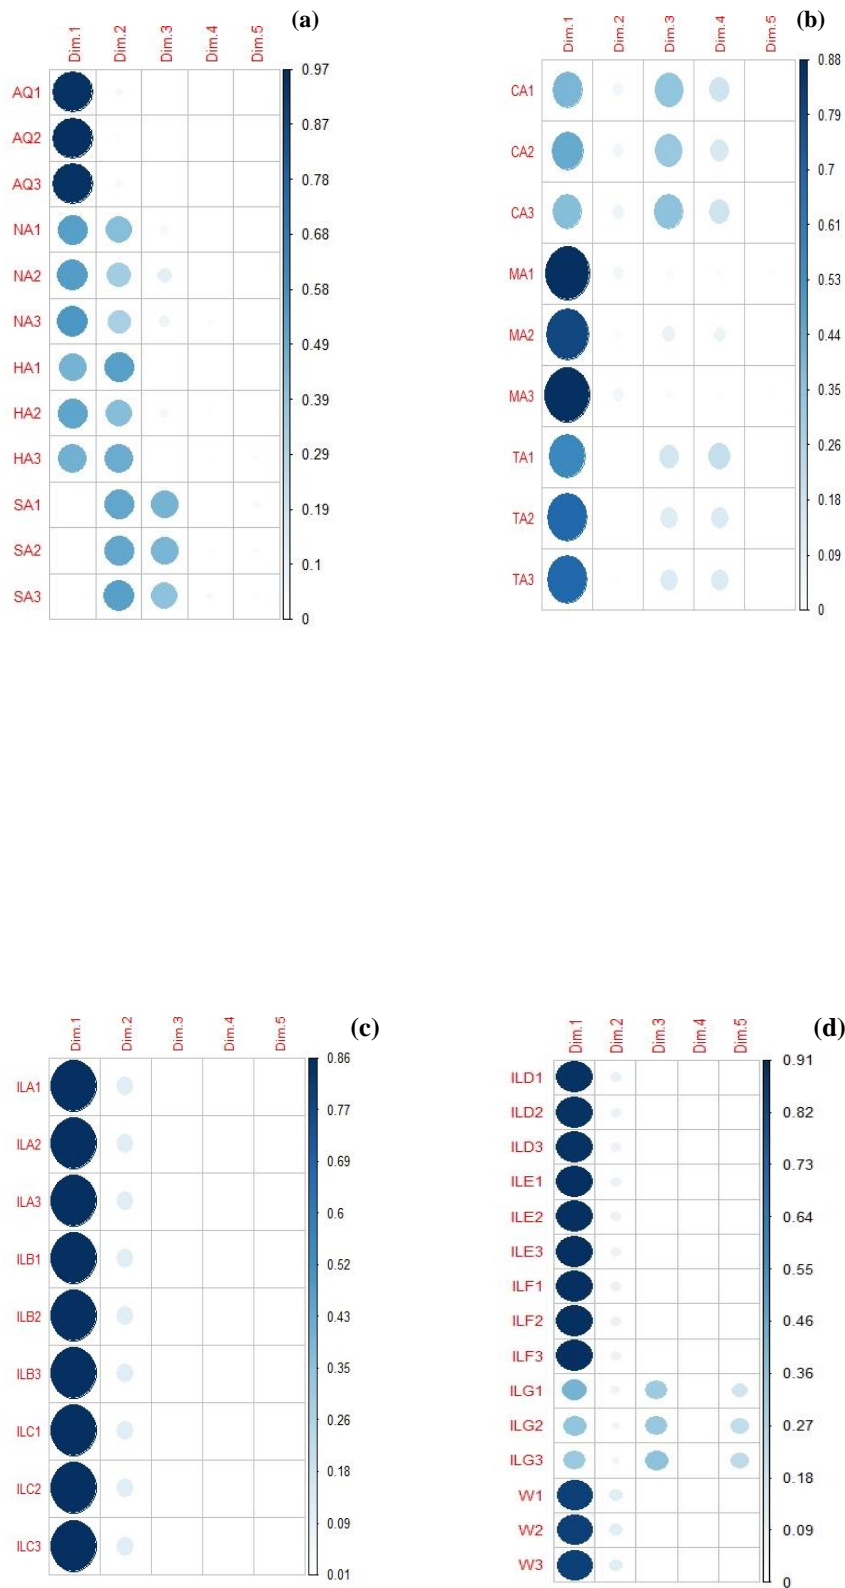 (a)
Dim.1 Dim.2 Dim.3 Dim.4 Dim.5
AQ1
AQ2
AQ3
NA1
NA2
NA3
HA1
HA2
HA3
SA1
SA2
SA3
0.97
0.87
0.78
0.68
0.58
0.49
0.39
0.29
0.19
0.1
0
(b)
Dim.1 Dim.2 Dim.3 Dim.4 Dim.5
CA1
CA2
CA3
MA1
MA2
MA3
TA1
TA2
TA3
0.88
0.79
0.7
0.61
0.53
0.44
0.35
0.26
0.18
0.09
0
(c)
Dim.1 Dim.2 Dim.3 Dim.4 Dim.5
ILA1
ILA2
ILA3
ILB1
ILB2
ILB3
ILC1
ILC2
ILC3
0.86
0.77
0.69
0.6
0.52
0.43
0.35
0.26
0.18
0.09
0.01
(d)
Dim.1 Dim.2 Dim.3 Dim.4 Dim.5
ILD1
ILD2
ILD3
ILE1
ILE2
ILE3
ILF1
ILF2
ILF3
ILG1
ILG2
ILG3
W1
W2
W3
0.91
0.82
0.73
0.64
0.55
0.46
0.36
0.27
0.18
0.09
0